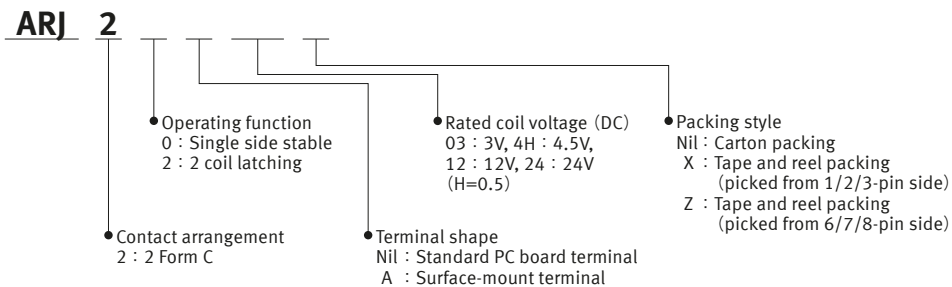 ARJ 2
Operating function
0 : Single side stable
2 : 2 coil latching
Rated coil voltage (DC)
03 : 3V, 4H : 4.5V,
12 : 12V, 24 : 24V
(H=0.5)
Packing style
Nil : Carton packing
X : Tape and reel packing
(picked from 1/2/3-pin side)
Z : Tape and reel packing
(picked from 6/7/8-pin side)
Contact arrangement
2 : 2 Form C
Terminal shape
Nil : Standard PC board terminal
A : Surface-mount terminal